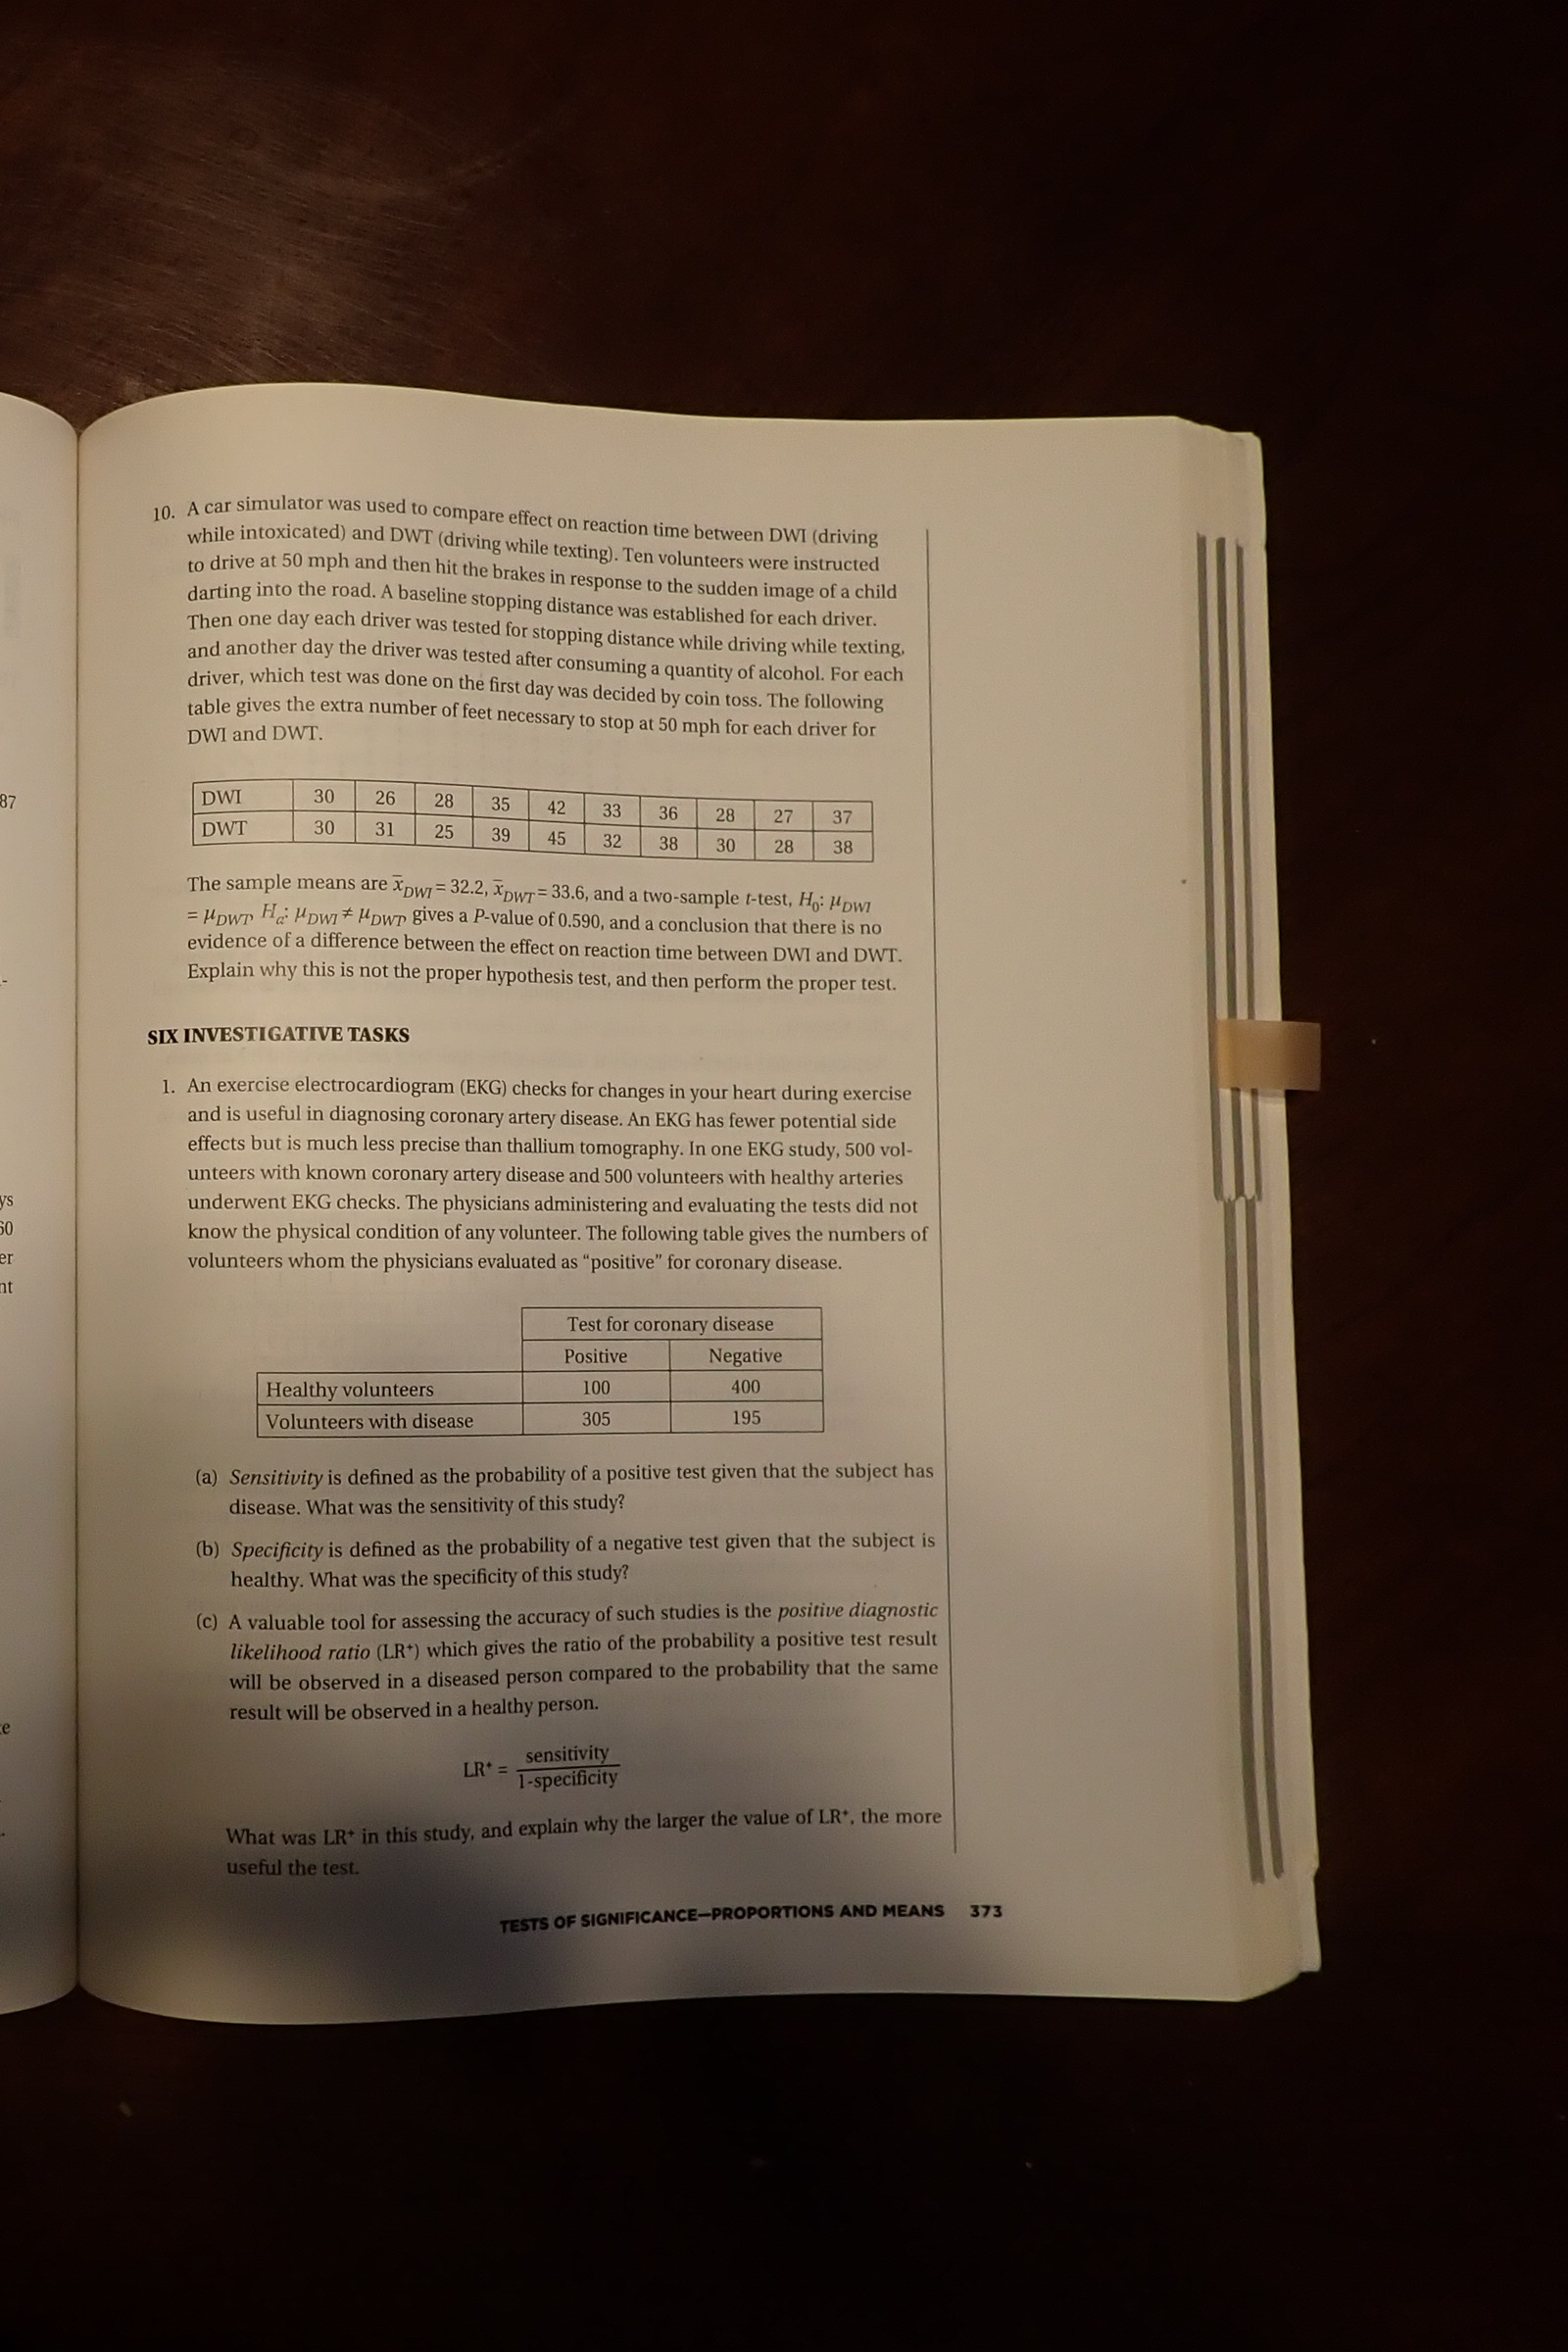 10. A car simulator was used to compare effect on reaction time between DWI (driving
while intoxicated) and DWT (driving while texting). Ten volunteers were instructed
to drive at 50 mph and then hit the brakes in response to the sudden image of a child
darting into the road. A baseline stopping distance was established for each driver.
Then one day each driver was tested for stopping distance while driving while texting,
and another day the driver was tested after consuming a quantity of alcohol. For each
driver, which test was done on the first day was decided by coin toss. The following
table gives the extra number of feet necessary to stop at 50 mph for each driver for
DWI and DWT.
DWI 30 26 28 35 42 33 36 28 27 37
DWT 30 31 25 39 45 32 38 30 28 38
The sample means are x̄DWI = 32.2, x̄DWT = 33.6, and a two-sample t-test, H0: μDWI
= μDWT, Ha: μDWI ≠ μDWT, gives a P-value of 0.590, and a conclusion that there is no
evidence of a difference between the effect on reaction time between DWI and DWT.
Explain why this is not the proper hypothesis test, and then perform the proper test.
SIX INVESTIGATIVE TASKS
1. An exercise electrocardiogram (EKG) checks for changes in your heart during exercise
and is useful in diagnosing coronary artery disease. An EKG has fewer potential side
effects but is much less precise than thallium tomography. In one EKG study, 500 vol-
unteers with known coronary artery disease and 500 volunteers with healthy arteries
underwent EKG checks. The physicians administering and evaluating the tests did not
know the physical condition of any volunteer. The following table gives the numbers of
volunteers whom the physicians evaluated as "positive" for coronary disease.
Test for coronary disease
Positive Negative
Healthy volunteers 100 400
Volunteers with disease 305 195
(a) Sensitivity is defined as the probability of a positive test given that the subject has
disease. What was the sensitivity of this study?
(b) Specificity is defined as the probability of a negative test given that the subject is
healthy. What was the specificity of this study?
(c) A valuable tool for assessing the accuracy of such studies is the positive diagnostic
likelihood ratio (LR+) which gives the ratio of the probability a positive test result
will be observed in a diseased person compared to the probability that the same
result will be observed in a healthy person.
LR+ = sensitivity
1-specificity
What was LR+ in this study, and explain why the larger the value of LR+, the more
useful the test.
TESTS OF SIGNIFICANCE—PROPORTIONS AND MEANS 373
87
ys
60
er
nt